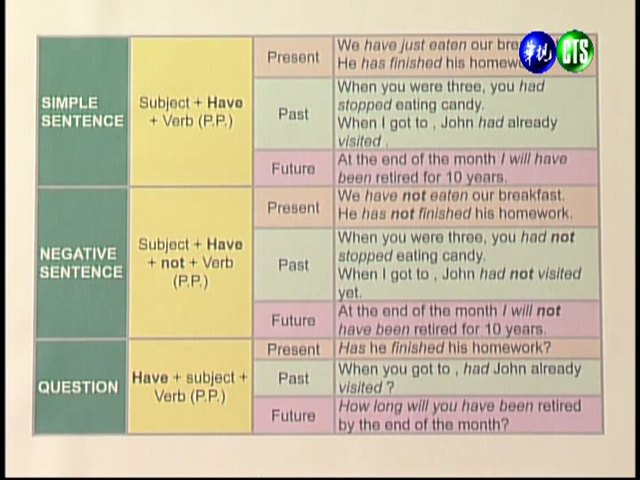 華視 CTS
SIMPLE
SENTENCE
Subject + Have
+ Verb (P.P.)
Present
We have just eaten our
He has finished his
Past
When you were three, you had
stopped eating candy.
When I got to , John had already
visited .
Future
At the end of the month I will have
been retired for 10 years.
NEGATIVE
SENTENCE
Subject + Have
+ not + Verb
(P.P.)
Present
We have not eaten our breakfast.
He has not finished his homework.
Past
When you were three, you had not
stopped eating candy.
When I got to , John had not visited
yet.
Future
At the end of the month I will not
have been retired for 10 years.
QUESTION
Have + subject +
Verb (P.P.)
Present
Has he finished his homework?
Past
When you got to , had John already
visited ?
Future
How long will you have been retired
by the end of the month?